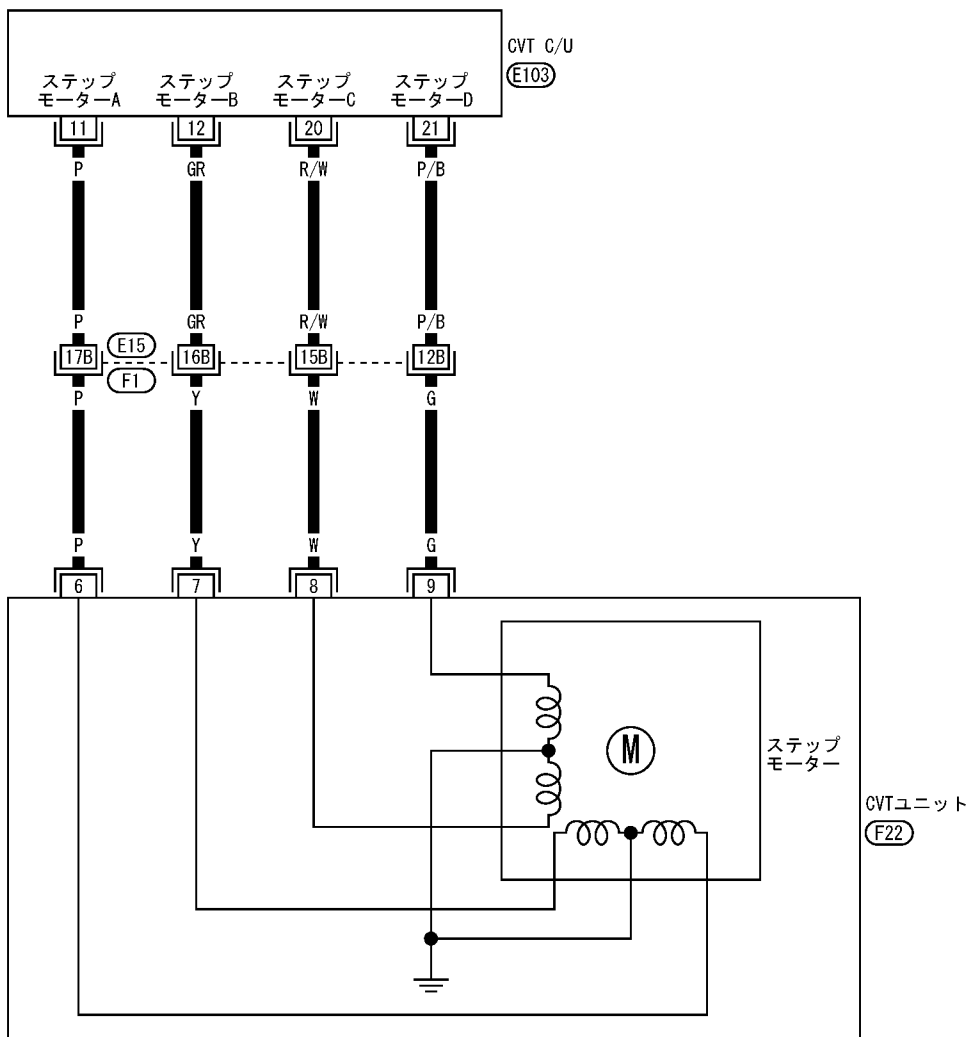 CVT C/U
E103
ステップ
モーターA
ステップ
モーターB
ステップ
モーターC
ステップ
モーターD
11
12
20
21
P
GR
R/W
P/B
P
GR
R/W
P/B
17B
E15
F1
16B
15B
12B
P
Y
W
G
P
Y
W
G
6
7
8
9
M
ステップ
モーター
CVTユニット
F22